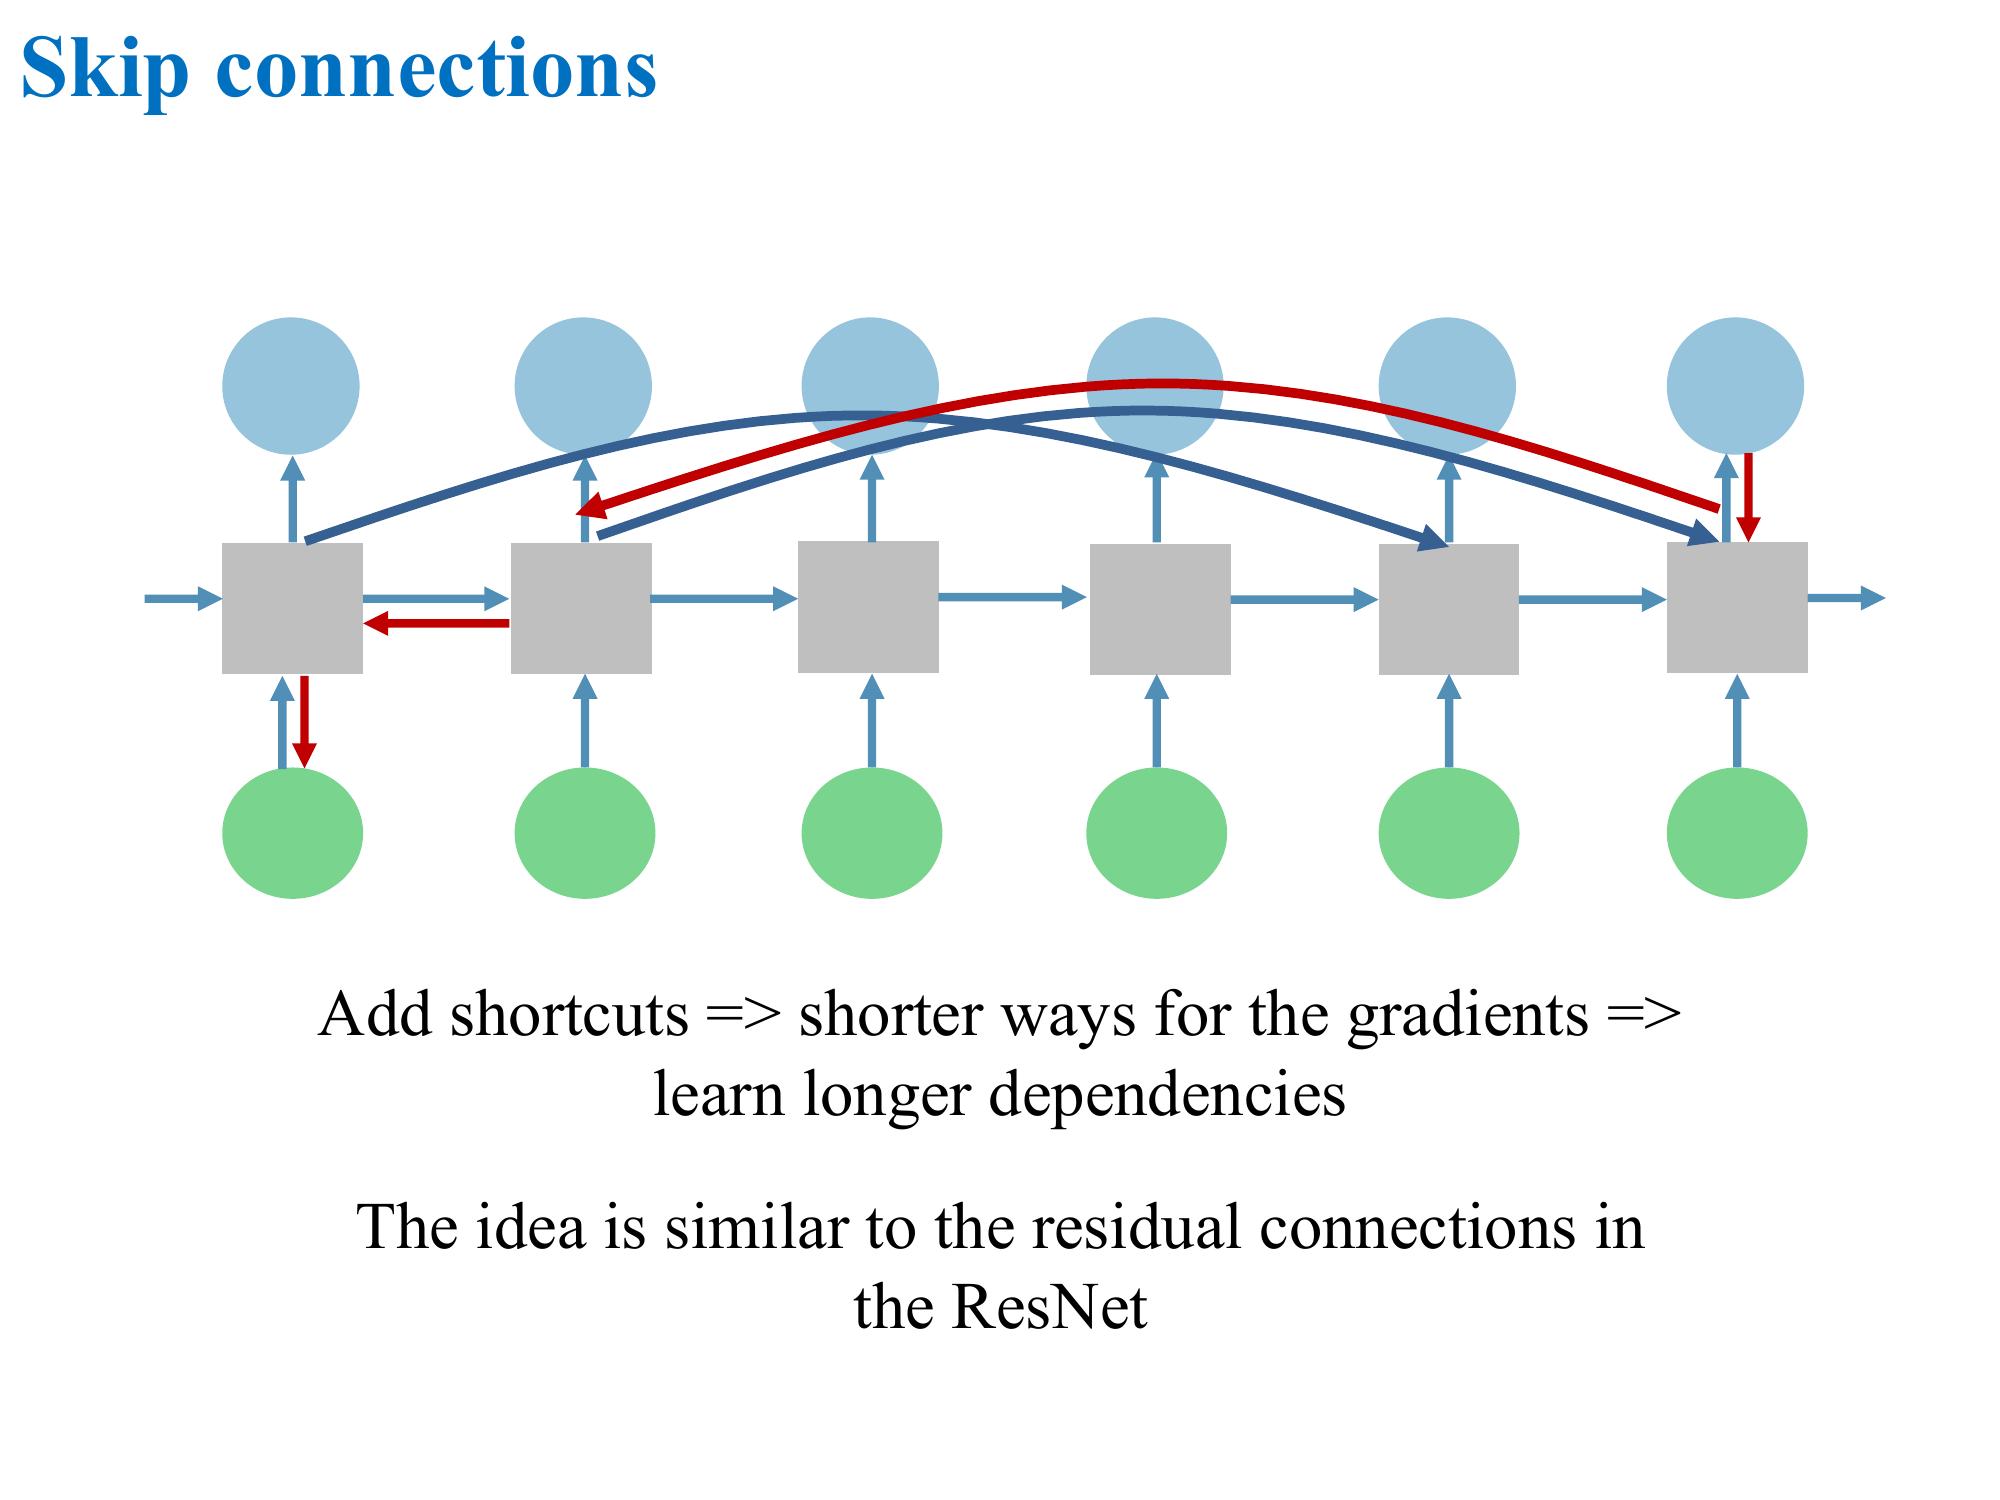 Skip connections
Add shortcuts => shorter ways for the gradients =>
learn longer dependencies
The idea is similar to the residual connections in
the ResNet